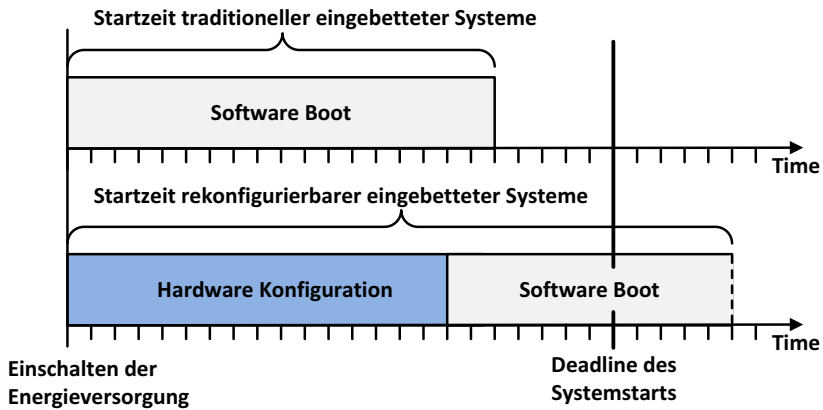 Startzeit traditioneller eingebetteter Systeme
Software Boot
Time
Startzeit rekonfigurierbarer eingebetteter Systeme
Hardware Konfiguration
Software Boot
Time
Einschalten der
Energieversorgung
Deadline des
Systemstarts